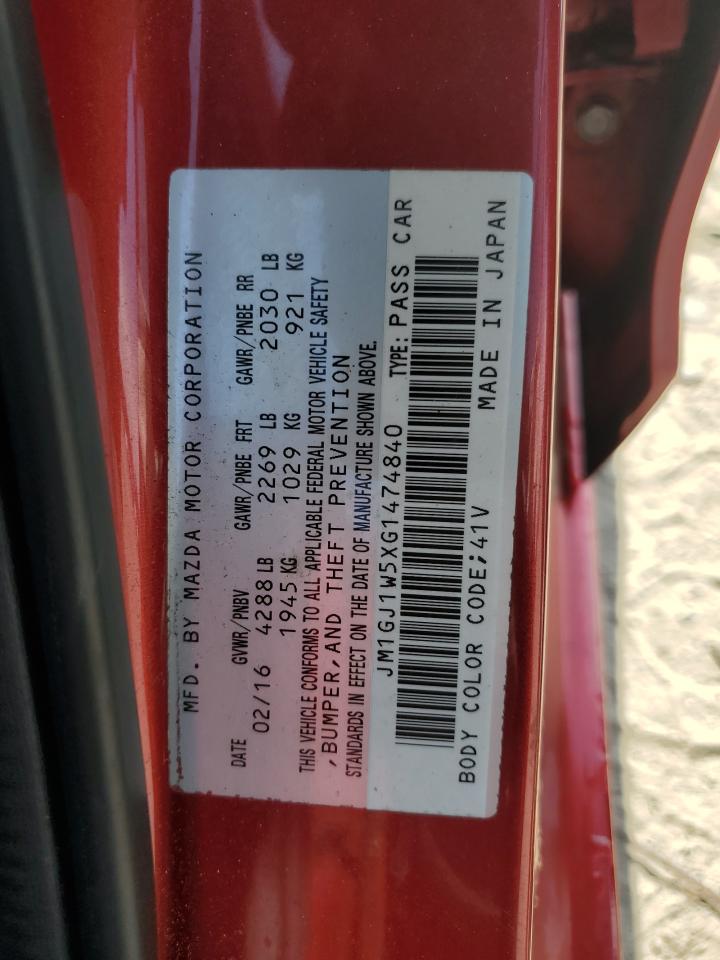 MFD. BY MAZDA MOTOR CORPORATION
DATE GVWR/PNBV GAWR/PNBE FRT GAWR/PNBE RR
02/16 4288 LB 2269 LB 2030 LB
1945 KG 1029 KG 921 KG
THIS VEHICLE CONFORMS TO ALL APPLICABLE FEDERAL MOTOR VEHICLE SAFETY
,BUMPER,AND THEFT PREVENTION
STANDARDS IN EFFECT ON THE DATE OF MANUFACTURE SHOWN ABOVE.
JM1GJ1W5XG1474840 TYPE: PASS CAR
BODY COLOR CODE;41V MADE IN JAPAN